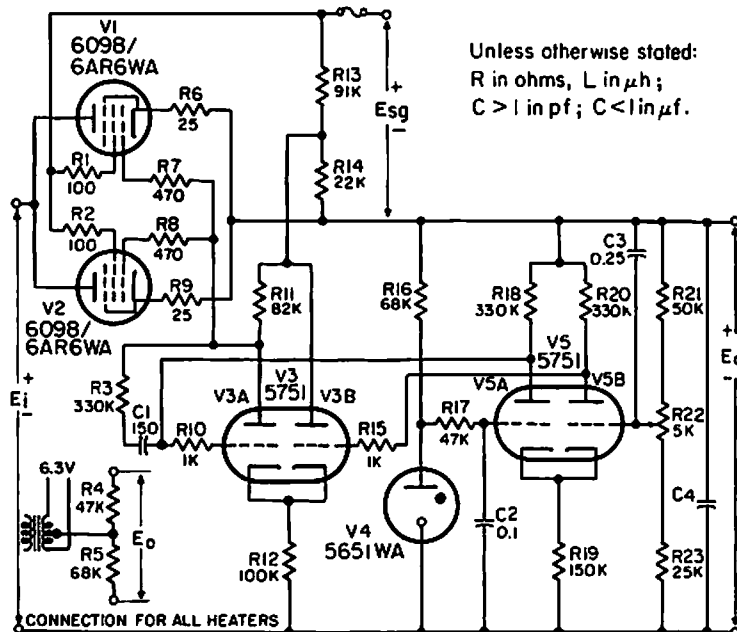 V1
6098/
6AR6WA
R6
25
R1
100
R7
470
R2
100
R8
470
R9
25
V2
6098/
6AR6WA
R13
91K
+
Esg
-
R14
22K
Unless otherwise stated:
R in ohms, L in μh;
C > 1 in pf; C < 1 in μf.
R11
82K
R16
68K
R18
330K
R20
330K
C3
0.25
R21
50K
+
Ei
-
R3
330K
C1
150
R10
1K
V3
5751
V3A
V3B
R15
1K
R17
47K
V5
5751
V5A
V5B
R22
5K
C4
6.3V
R4
47K
R5
68K
Eo
R12
100K
V4
5651WA
C2
0.1
R19
150K
R23
25K
CONNECTION FOR ALL HEATERS